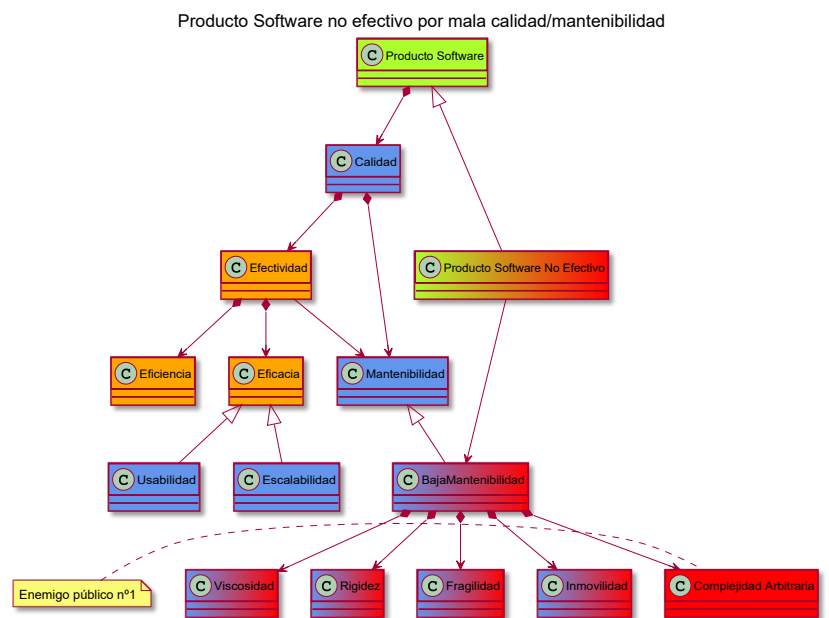 Producto Software no efectivo por mala calidad/mantenibilidad
C Producto Software
C Calidad
C Efectividad
C Producto Software No Efectivo
C Eficiencia
C Eficacia
C Mantenibilidad
C Usabilidad
C Escalabilidad
C BajaMantenibilidad
Enemigo público nº1
C Viscosidad
C Rigidez
C Fragilidad
C Inmovilidad
C Complejidad Arbitraria